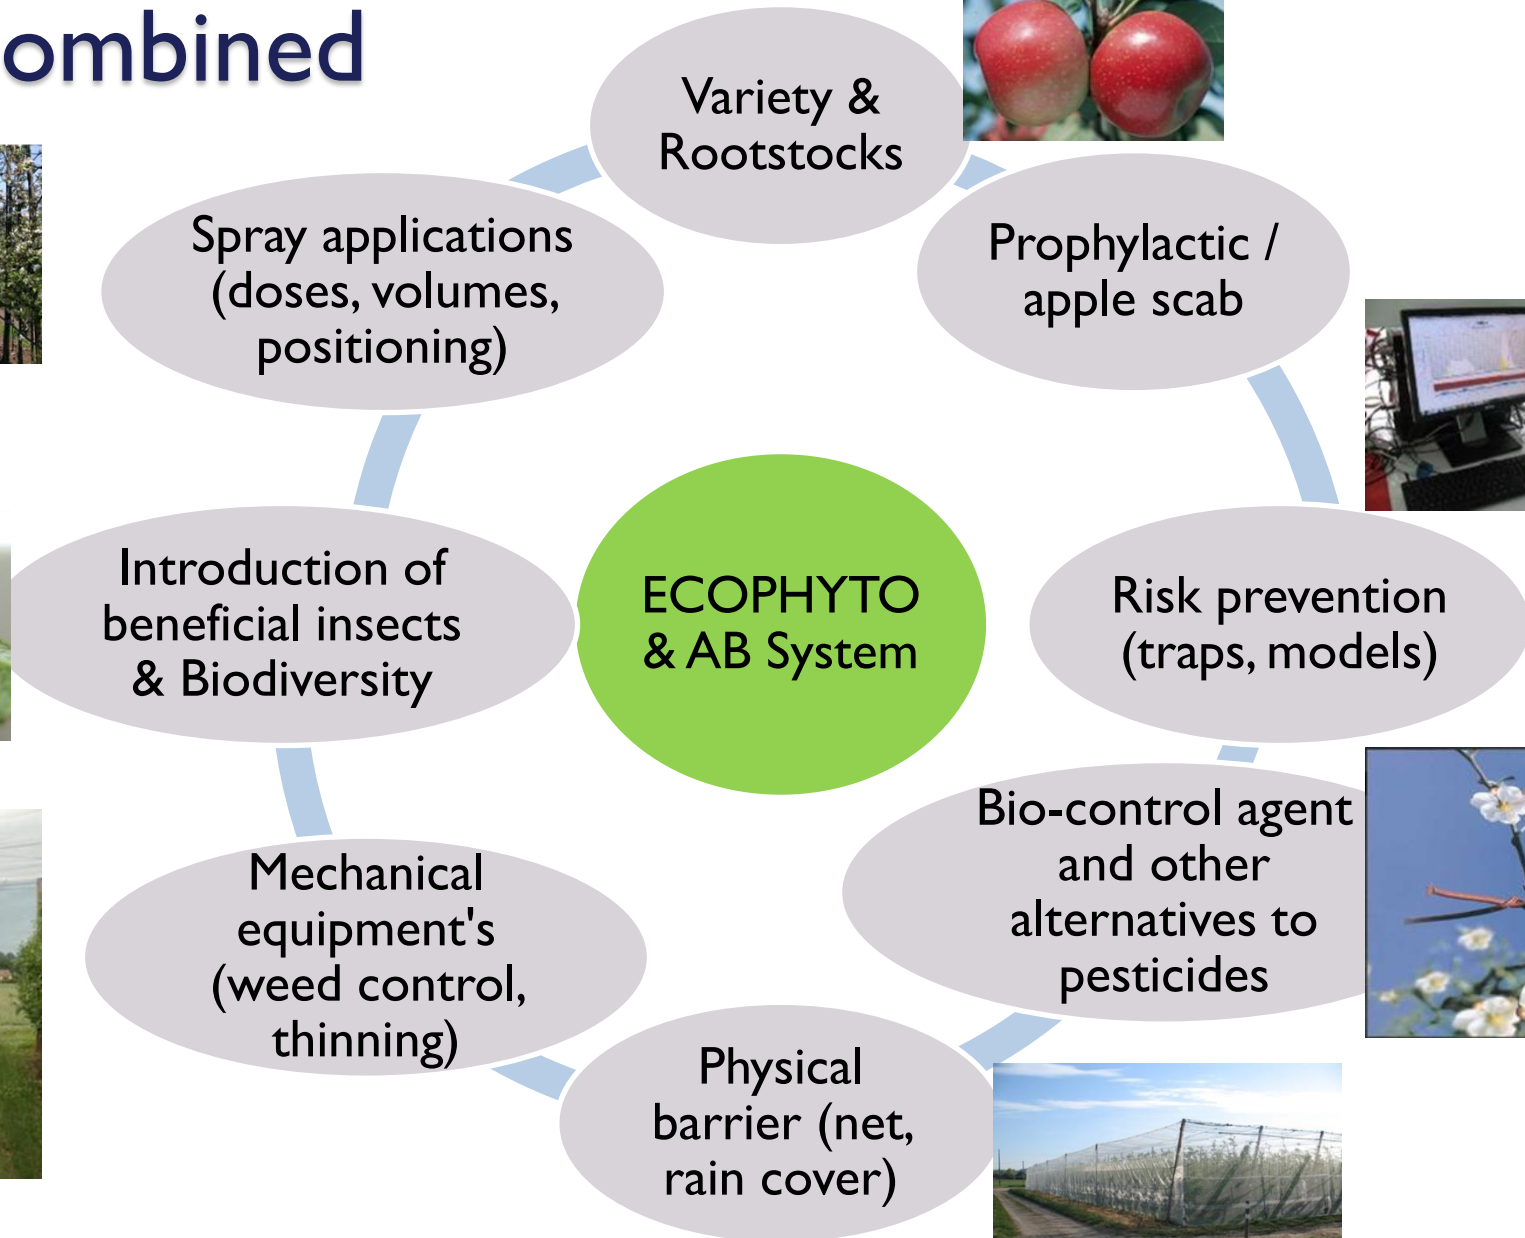 ombined
Variety &
Rootstocks
Prophylactic /
apple scab
Risk prevention
(traps, models)
Bio-control agent
and other
alternatives to
pesticides
Physical
barrier (net,
rain cover)
Mechanical
equipment's
(weed control,
thinning)
Introduction of
beneficial insects
& Biodiversity
Spray applications
(doses, volumes,
positioning)
ECOPHYTO
& AB System